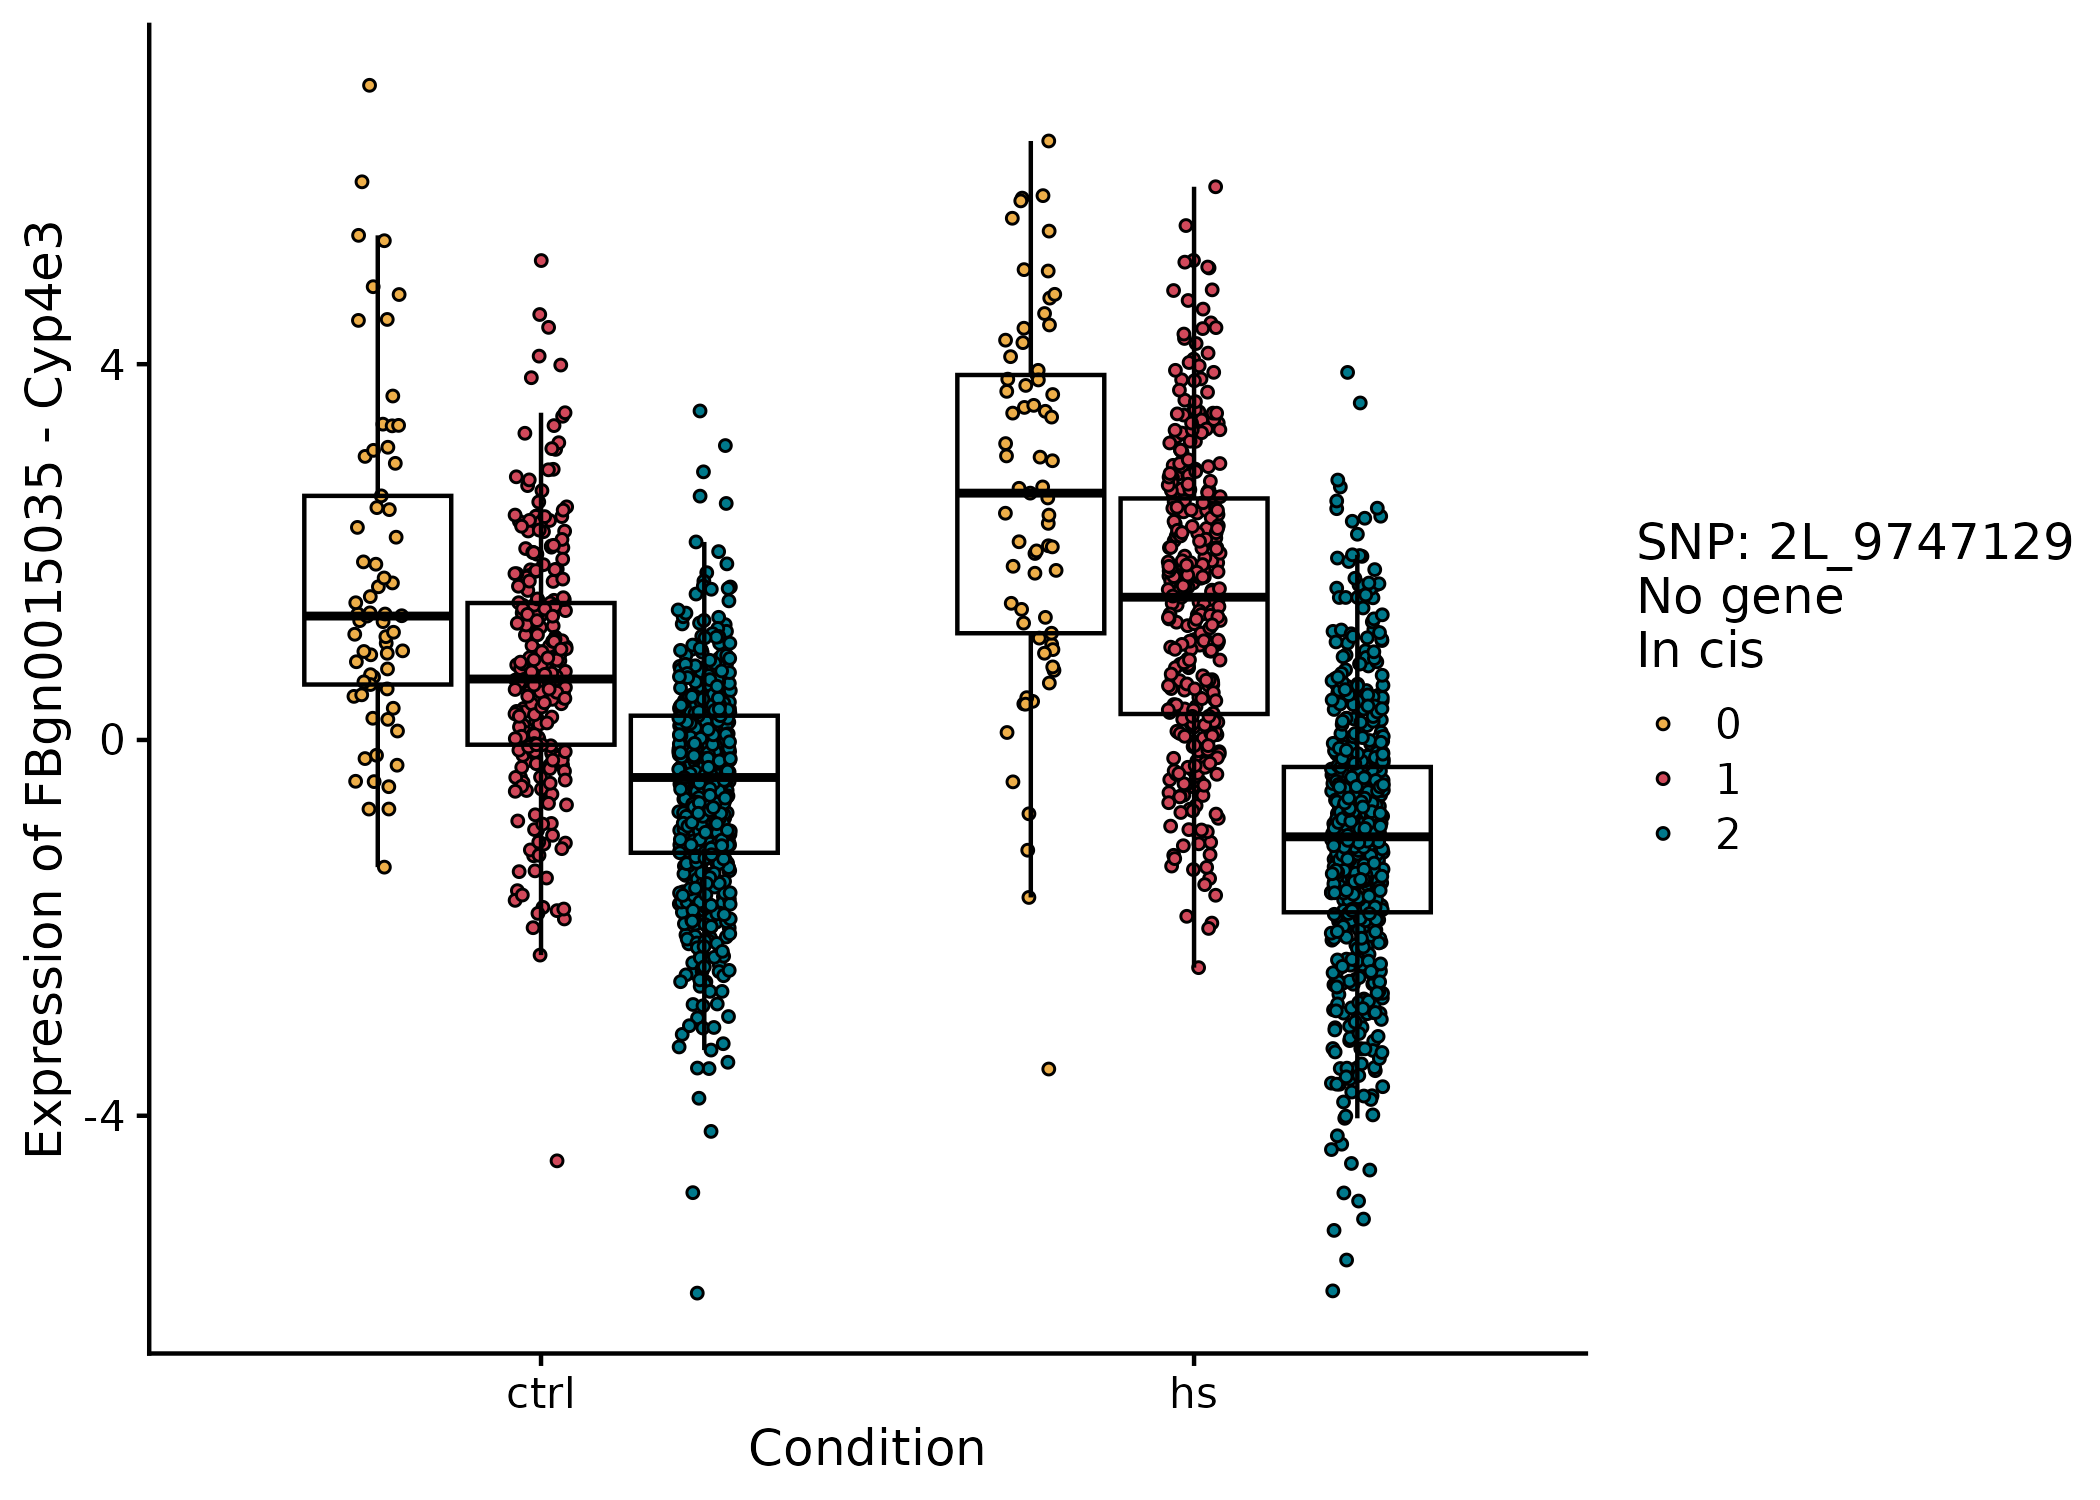 Expression of FBgn0015035 - Cyp4e3
4
0
-4
ctrl
hs
Condition
SNP: 2L_9747129
No gene
In cis
0
1
2